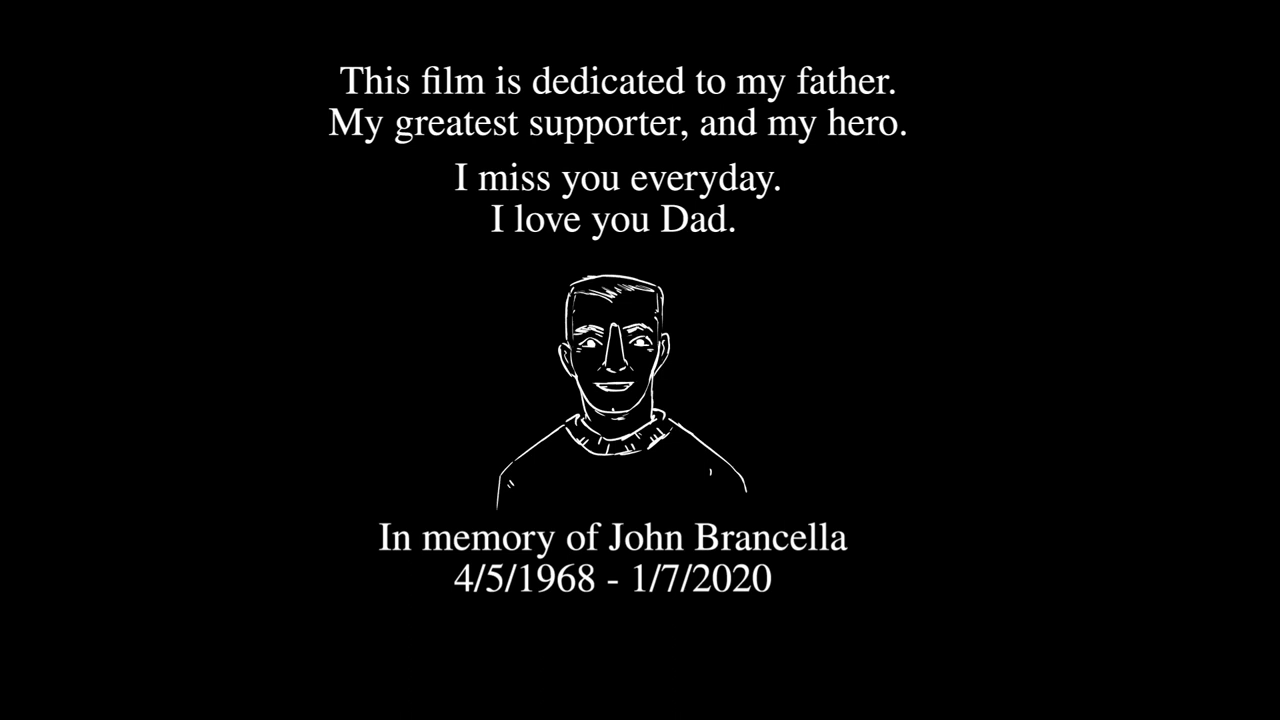 This film is dedicated to my father.
My greatest supporter, and my hero.
I miss you everyday.
I love you Dad.
In memory of John Brancella
4/5/1968 - 1/7/2020